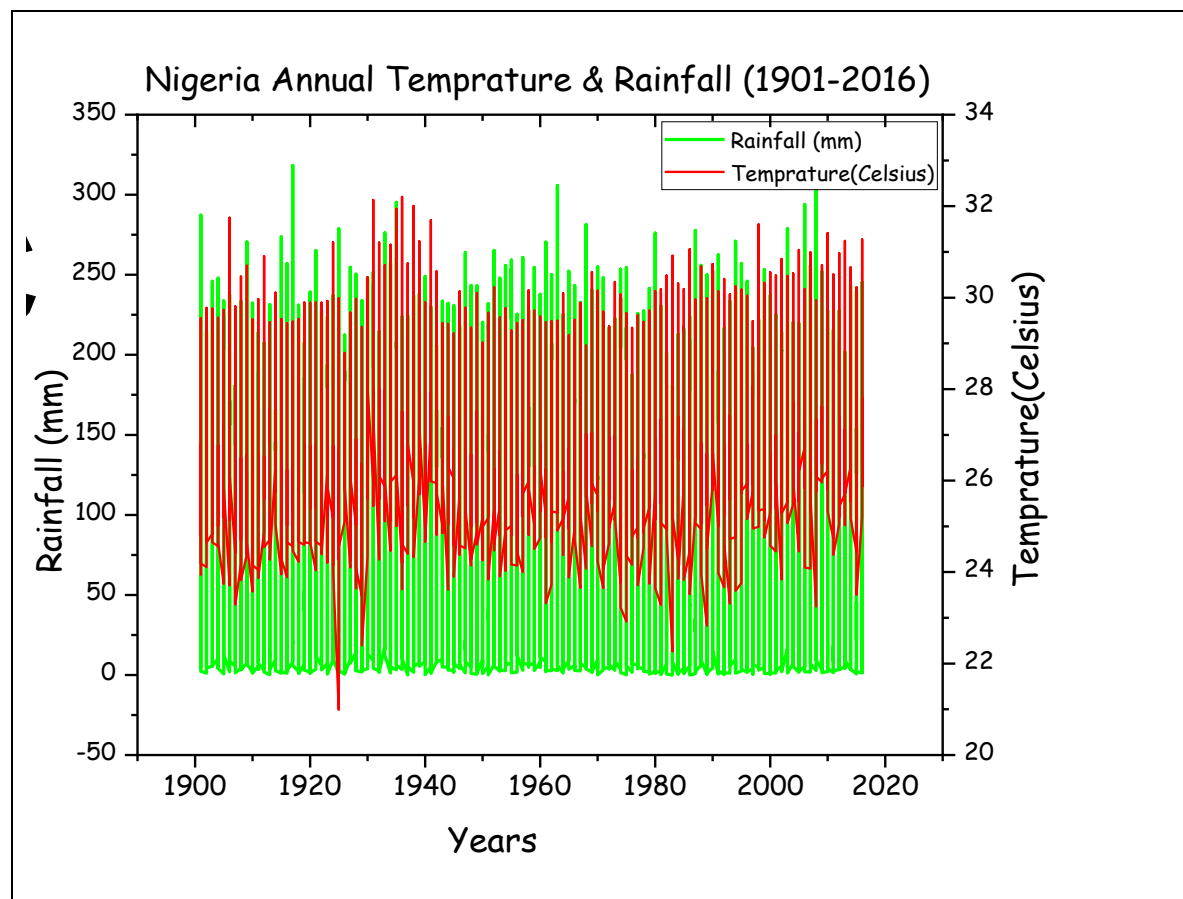 Nigeria Annual Temprature & Rainfall (1901-2016)
Rainfall (mm)
Temprature(Celsius)
350
300
250
200
150
100
50
0
-50
Rainfall (mm)
34
32
30
28
26
24
22
20
Temprature(Celsius)
1900 1920 1940 1960 1980 2000 2020
Years